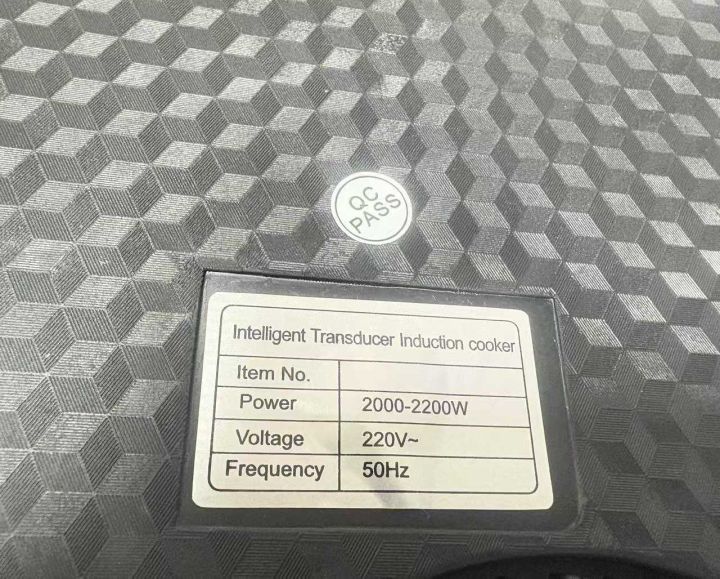 QC
PASS
Intelligent Transducer Induction cooker
Item No.
Power 2000-2200W
Voltage 220V~
Frequency 50Hz